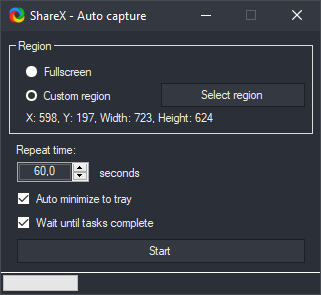 ShareX - Auto capture
Region
Fullscreen
Custom region
Select region
X: 598, Y: 197, Width: 723, Height: 624
Repeat time:
60,0 seconds
Auto minimize to tray
Wait until tasks complete
Start